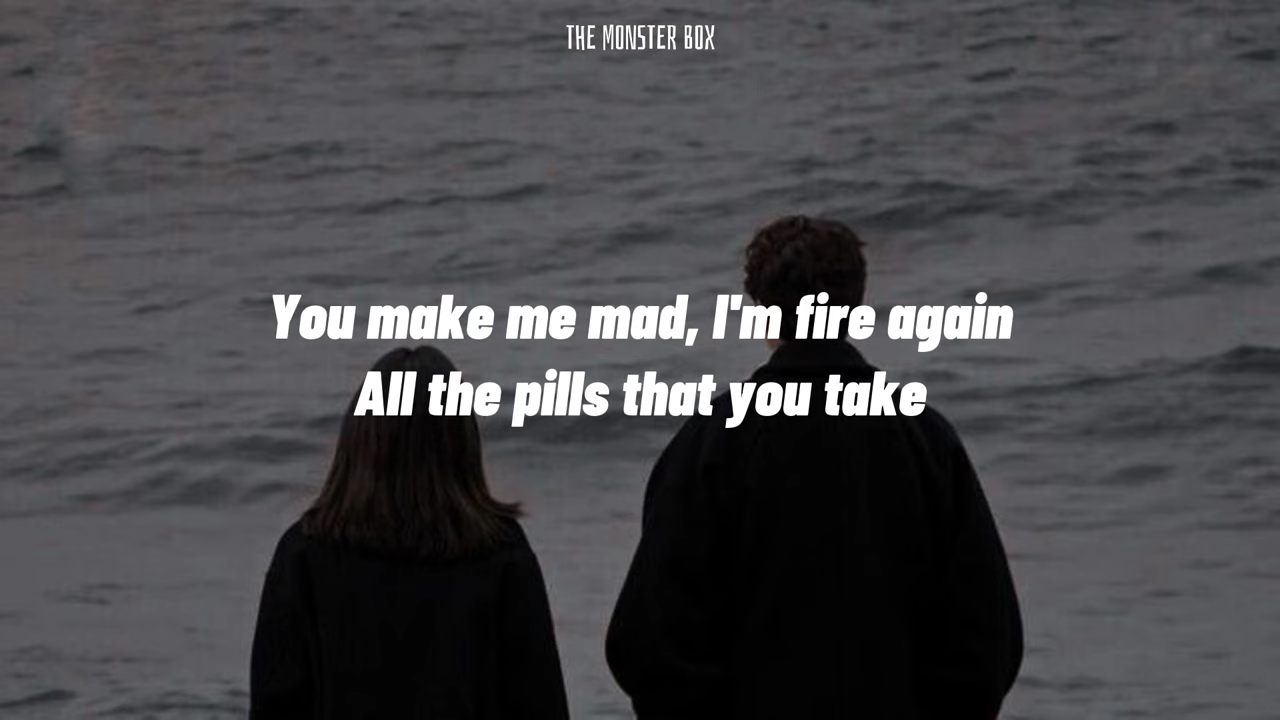 THE MONSTER BOX
You make me mad, I'm fire again
All the pills that you take